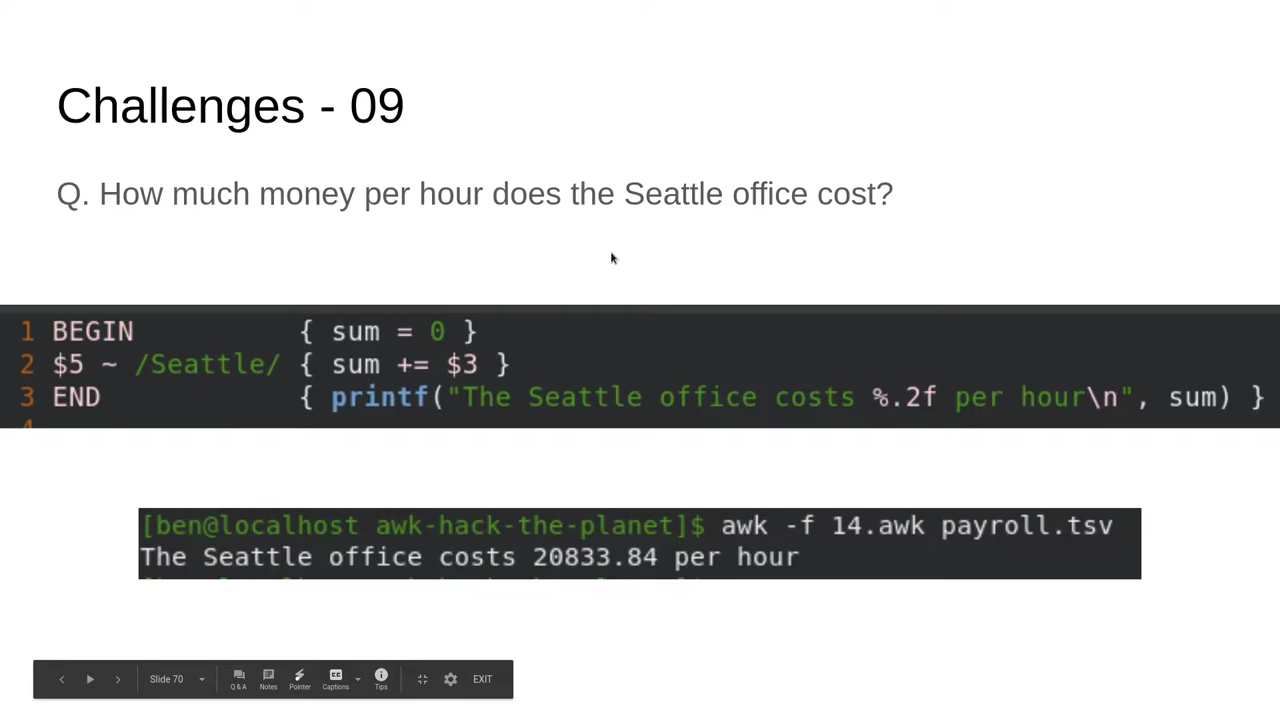 Challenges - 09
Q. How much money per hour does the Seattle office cost?
1 BEGIN { sum = 0 }
2 $5 ~ /Seattle/ { sum += $3 }
3 END { printf("The Seattle office costs %.2f per hour\n", sum) }
4
[ben@localhost awk-hack-the-planet]$ awk -f 14.awk payroll.tsv
The Seattle office costs 20833.84 per hour
Slide 70
Q & A Notes Pointer Captions Tips EXIT